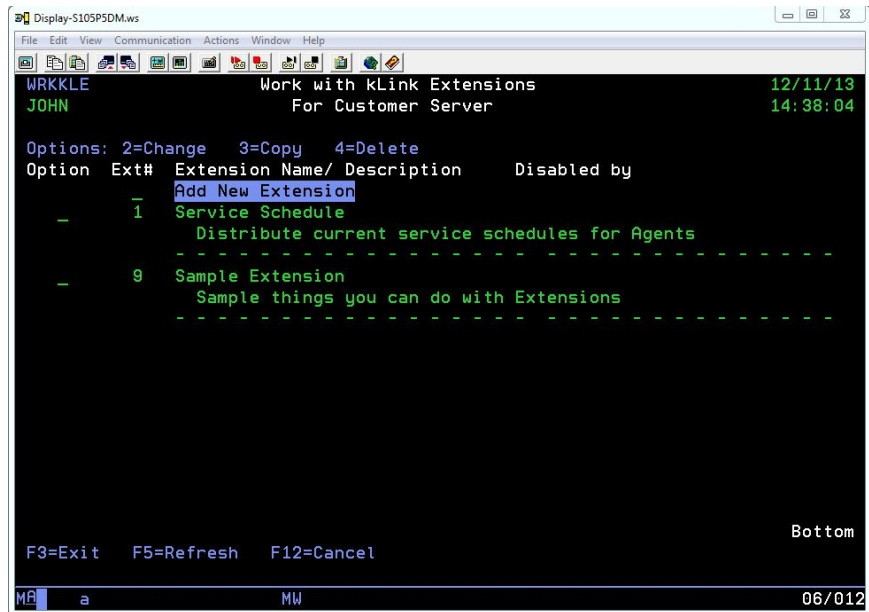 Display-S105P5DM.ws
File Edit View Communication Actions Window Help
WRKKLE Work with kLink Extensions 12/11/13
JOHN For Customer Server 14:38:04
Options: 2=Change 3=Copy 4=Delete
Option Ext# Extension Name/ Description Disabled by
_ Add New Extension
_ 1 Service Schedule
Distribute current service schedules for Agents
- - - - - - - - - - - - - - - - - - - - - - - - - - - - - - -
_ 9 Sample Extension
Sample things you can do with Extensions
- - - - - - - - - - - - - - - - - - - - - - - - - - - - - - -
Bottom
F3=Exit F5=Refresh F12=Cancel
MA a MW 06/012